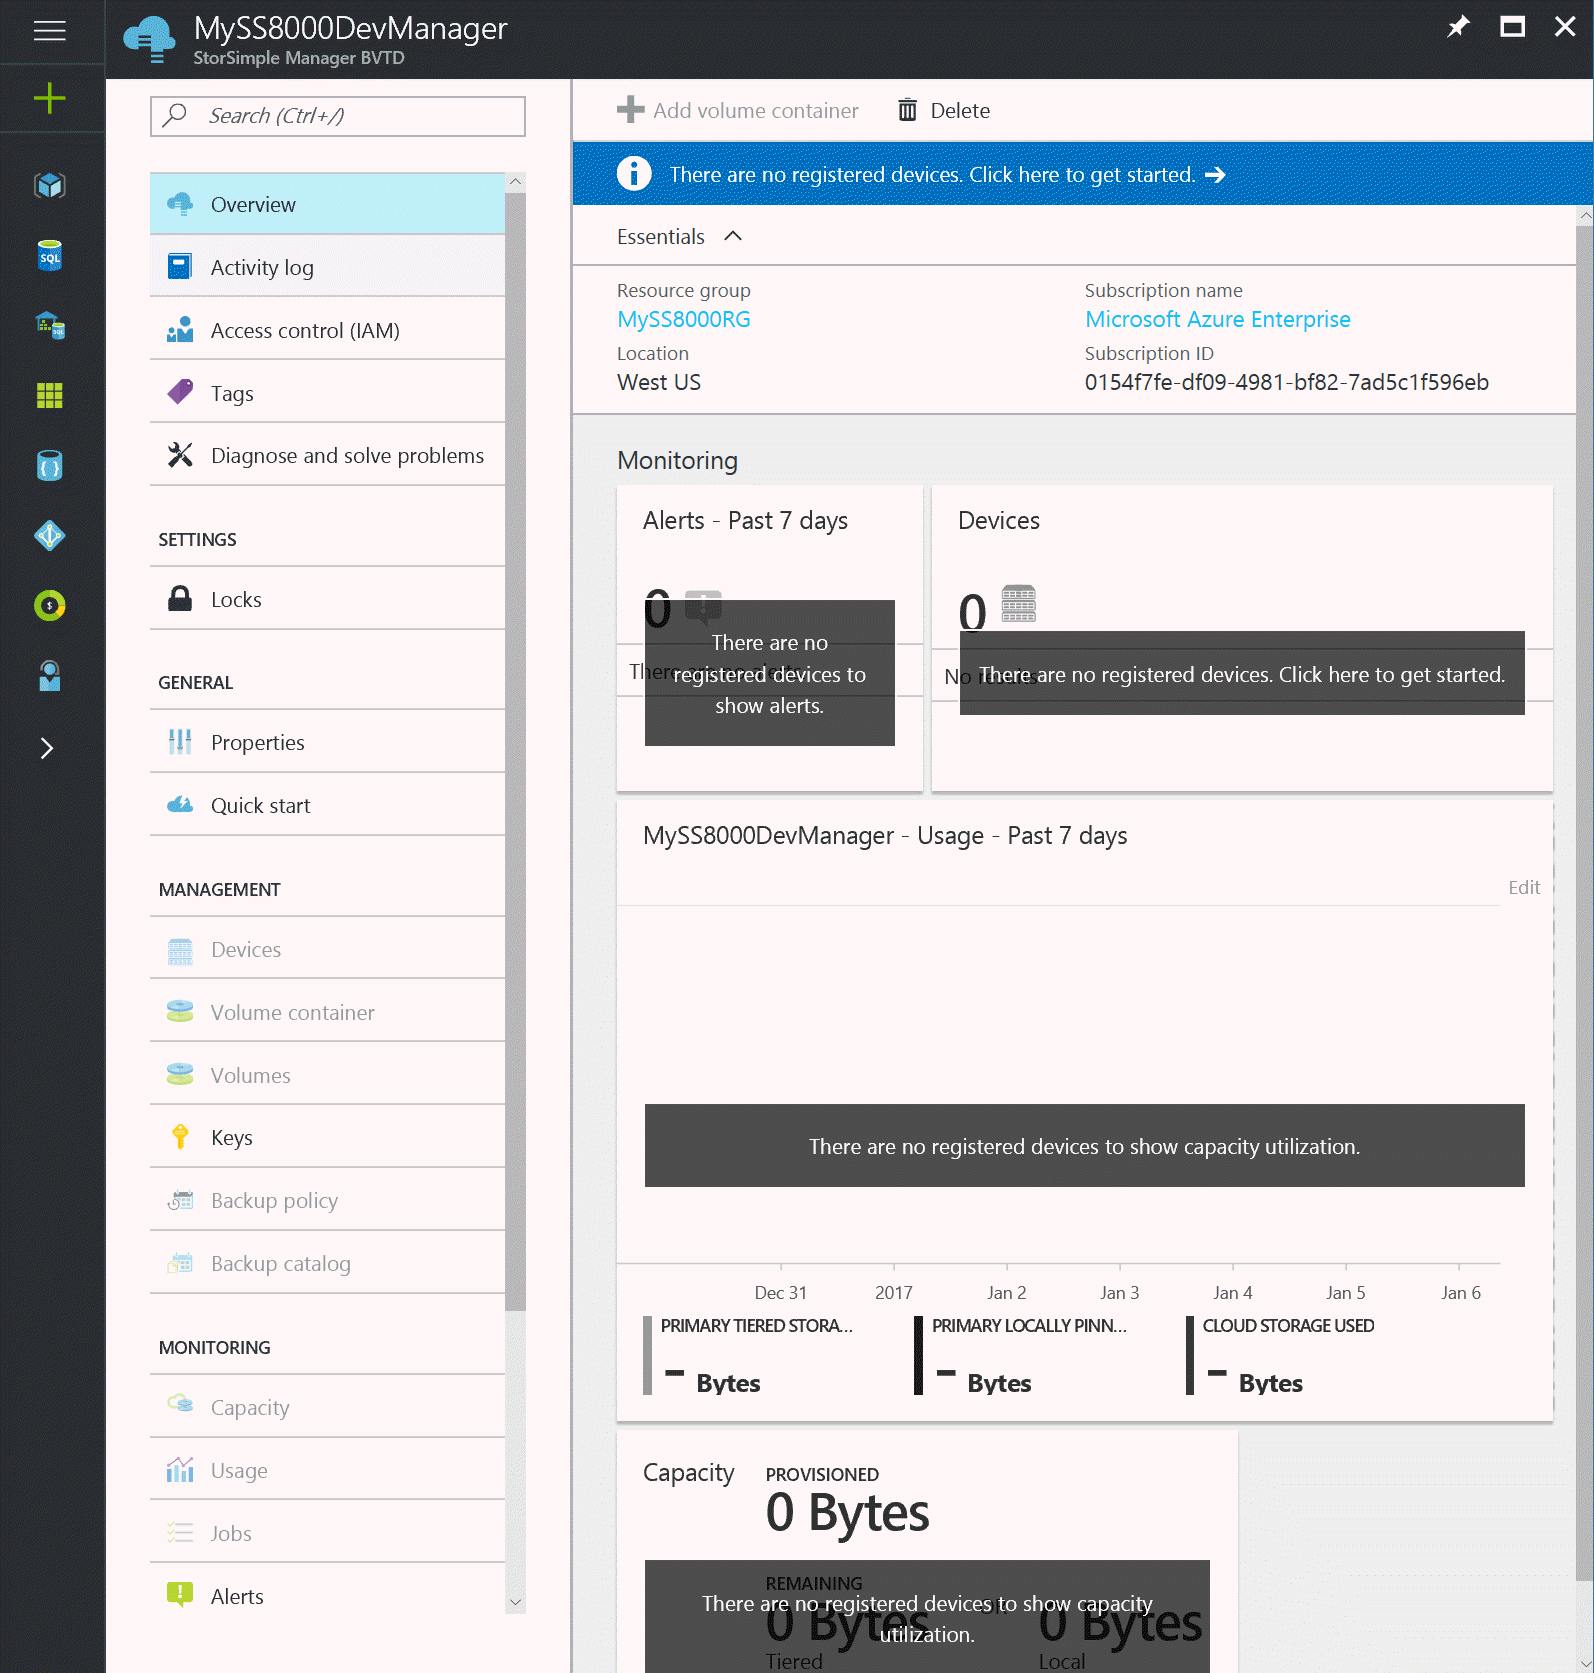 MySS8000DevManager
StorSimple Manager BVTD
Search (Ctrl+/)
Overview
Activity log
Access control (IAM)
Tags
Diagnose and solve problems
SETTINGS
Locks
GENERAL
Properties
Quick start
MANAGEMENT
Devices
Volume container
Volumes
Keys
Backup policy
Backup catalog
MONITORING
Capacity
Usage
Jobs
Alerts
Add volume container
Delete
There are no registered devices. Click here to get started.
Essentials
Resource group
MySS8000RG
Location
West US
Subscription name
Microsoft Azure Enterprise
Subscription ID
0154f7fe-df09-4981-bf82-7ad5c1f596eb
Monitoring
Alerts - Past 7 days
0
There are no alerts
There are no
registered devices to
show alerts.
Devices
0
No results
There are no registered devices. Click here to get started.
MySS8000DevManager - Usage - Past 7 days
Edit
There are no registered devices to show capacity utilization.
Dec 31 2017 Jan 2 Jan 3 Jan 4 Jan 5 Jan 6
PRIMARY TIERED STORA...
- Bytes
PRIMARY LOCALLY PINN...
- Bytes
CLOUD STORAGE USED
- Bytes
Capacity
PROVISIONED
0 Bytes
REMAINING
0 Bytes OR 0 Bytes
There are no registered devices to show capacity
utilization.
Tiered Local
SQL
SQL
$